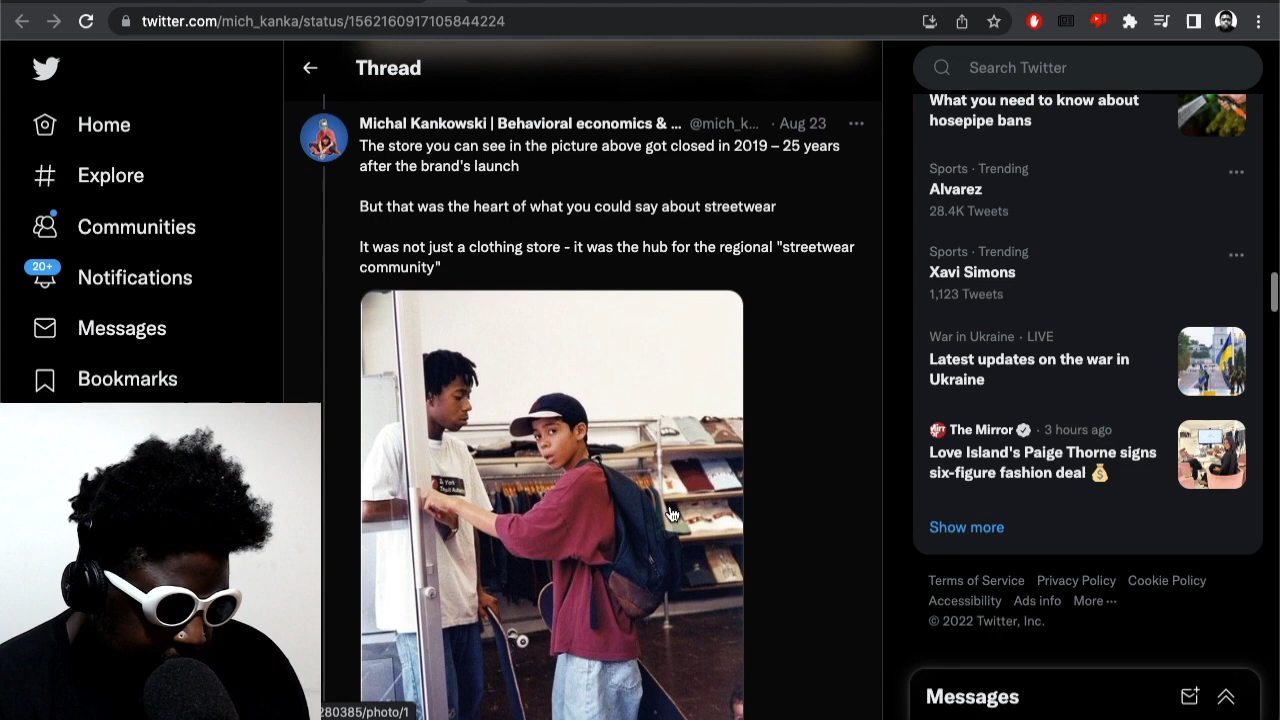 twitter.com/mich_kanka/status/1562160917105844224
Thread
Search Twitter
Home
Explore
Communities
20+
Notifications
Messages
Bookmarks
Michal Kankowski | Behavioral economics & ... @mich_k... · Aug 23
The store you can see in the picture above got closed in 2019 – 25 years
after the brand's launch
But that was the heart of what you could say about streetwear
It was not just a clothing store - it was the hub for the regional "streetwear
community"
280385/photo/1
What you need to know about
hosepipe bans
Sports · Trending
Alvarez
28.4K Tweets
Sports · Trending
Xavi Simons
1,123 Tweets
War in Ukraine · LIVE
Latest updates on the war in
Ukraine
The Mirror · 3 hours ago
Love Island's Paige Thorne signs
six-figure fashion deal 💰
Show more
Terms of Service Privacy Policy Cookie Policy
Accessibility Ads info More ···
© 2022 Twitter, Inc.
Messages